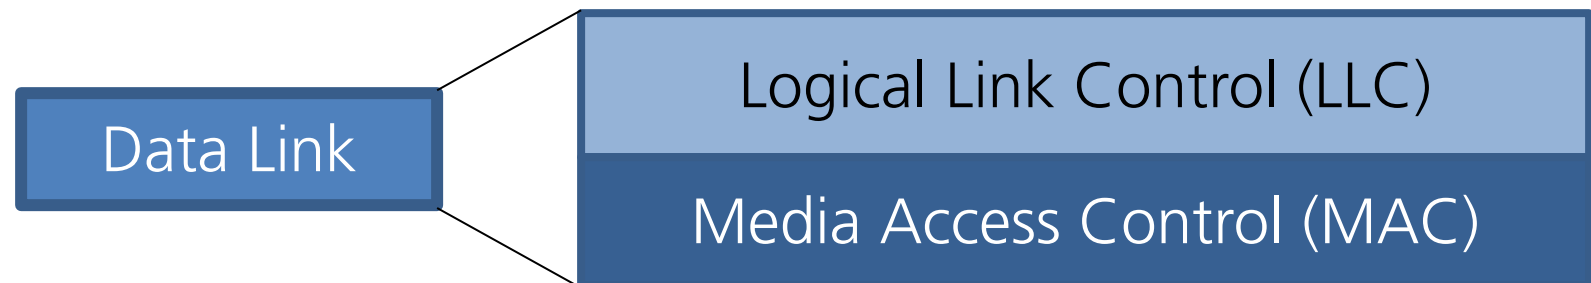 Data Link
Logical Link Control (LLC)
Media Access Control (MAC)